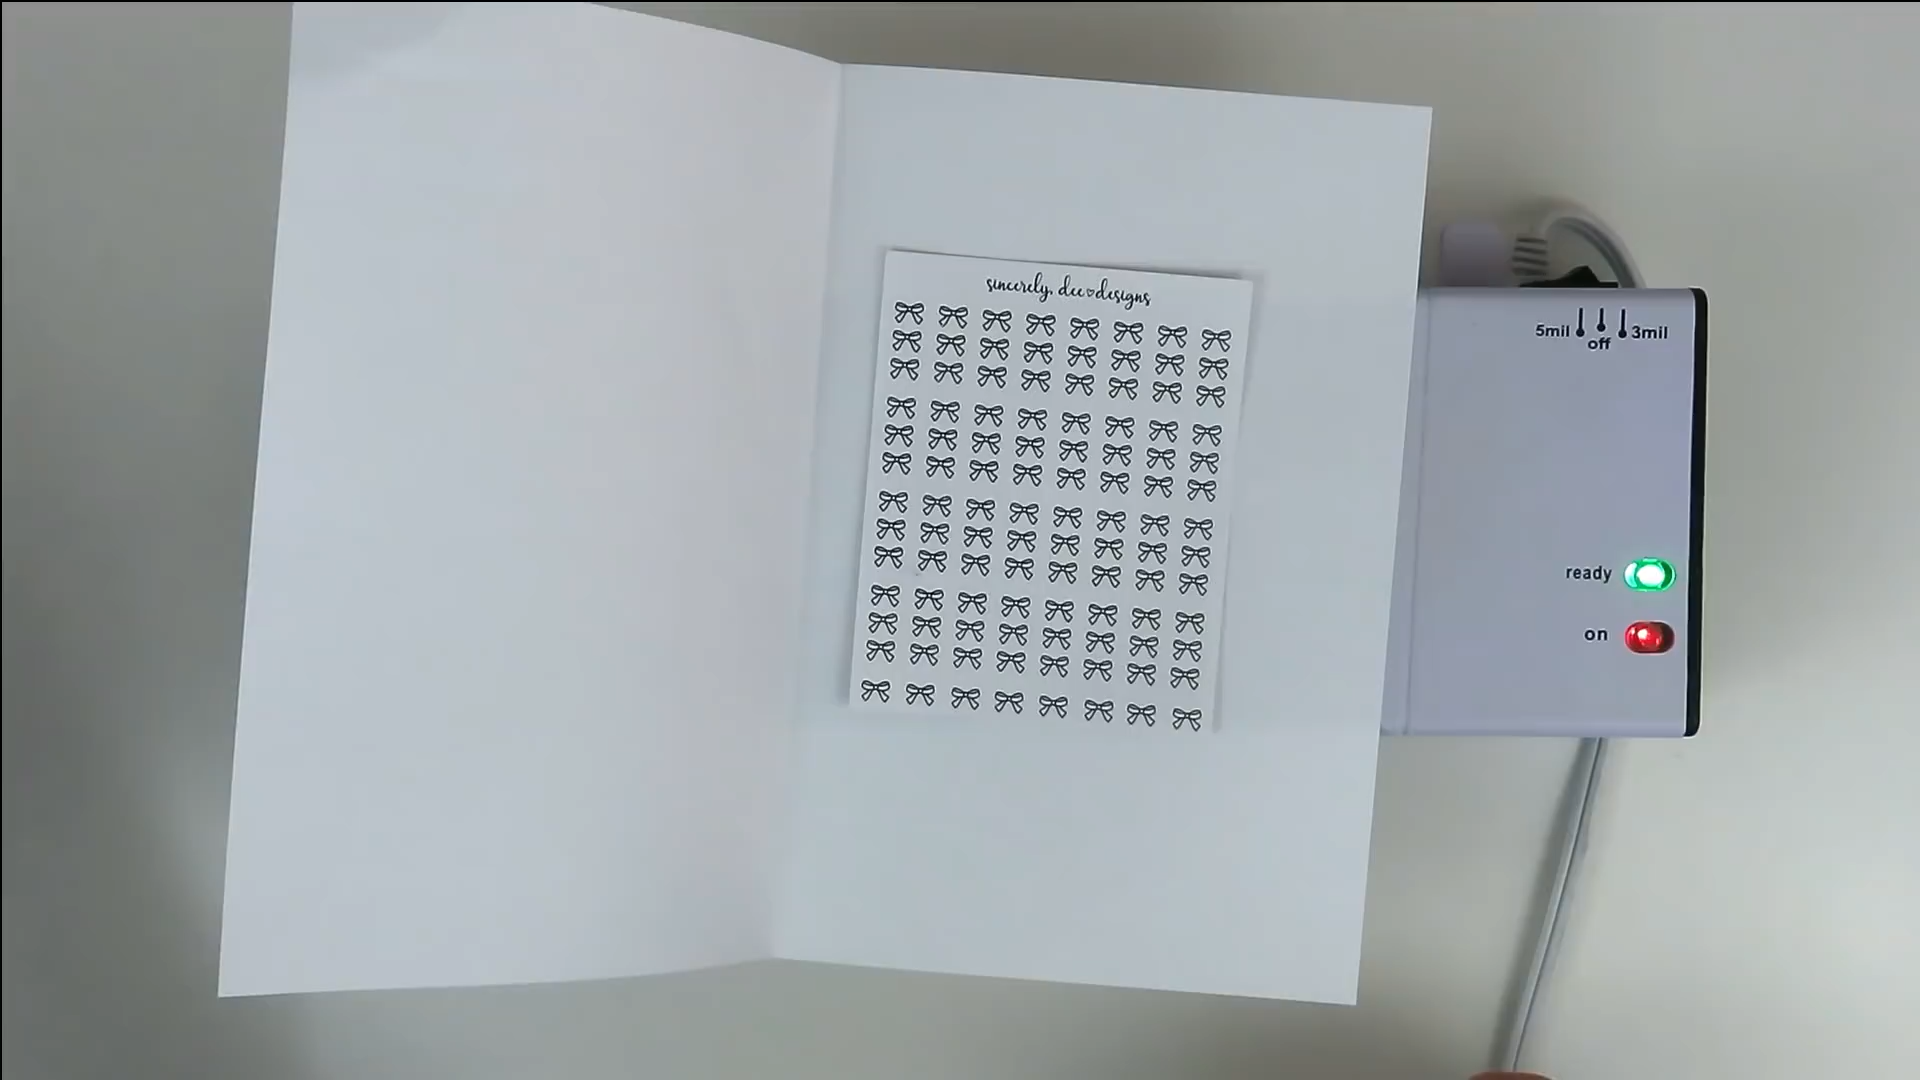 sincerely, dee♡designs
5mil
off
3mil
ready
on